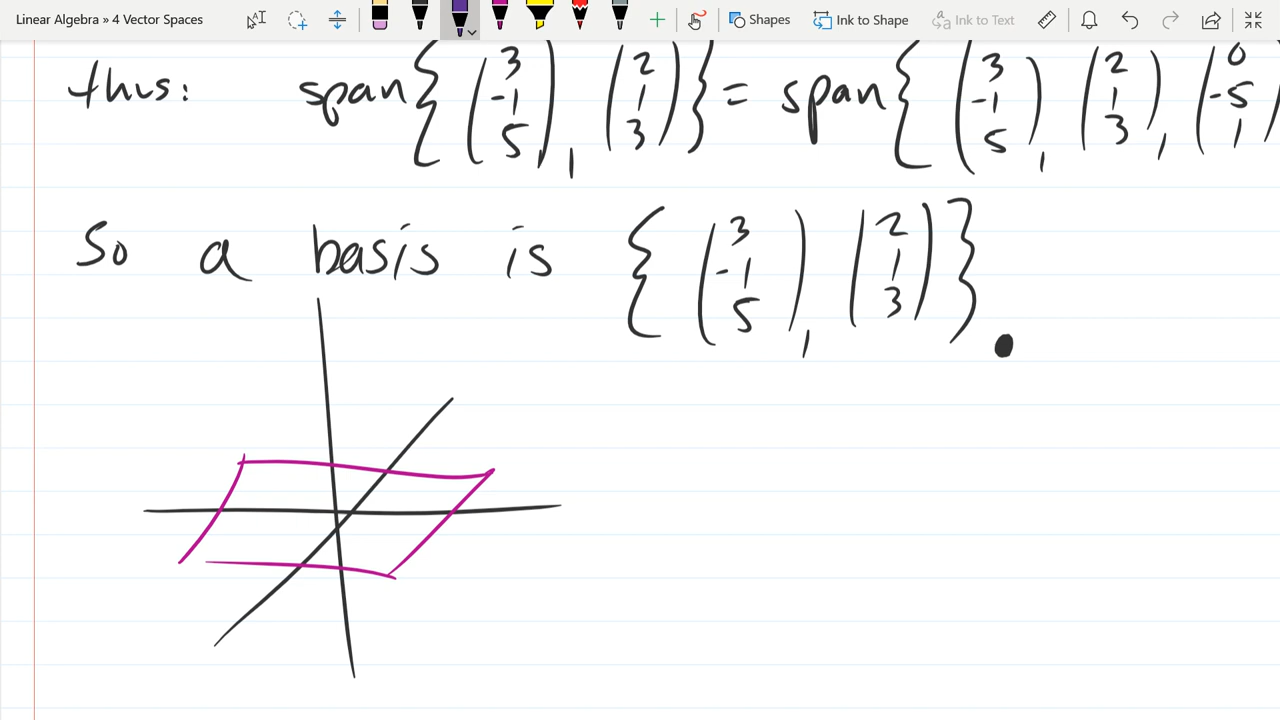 Linear Algebra » 4 Vector Spaces Shapes Ink to Shape Ink to Text
thus: span{(3 -1 5), (2 1 3)} = span{(3 -1 5), (2 1 3), (0 -5 1)
So a basis is {(3 -1 5), (2 1 3)}.